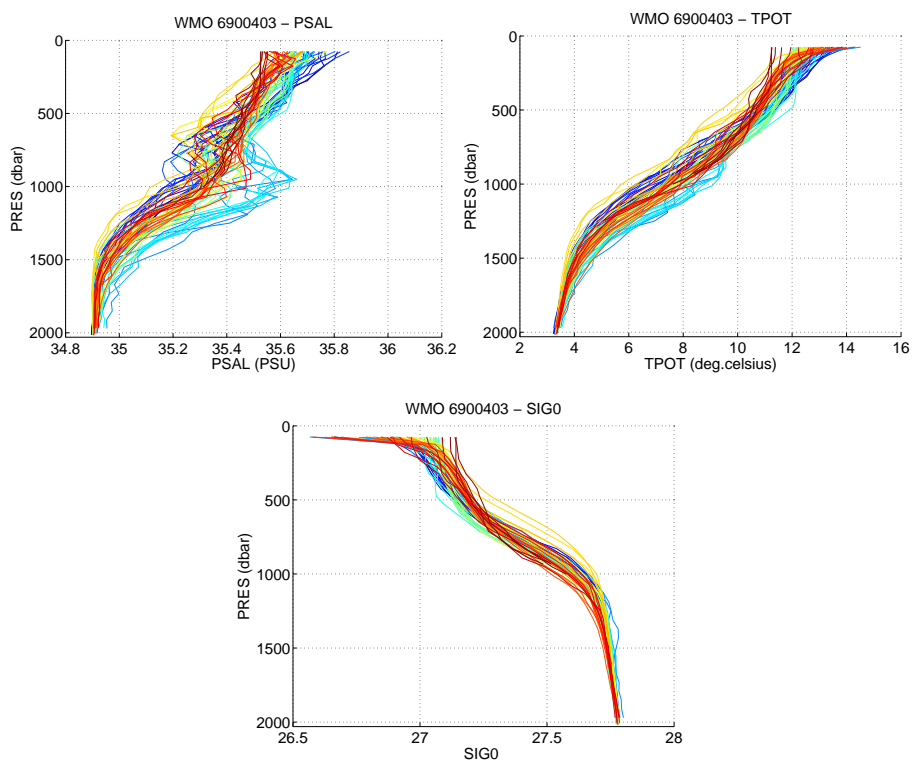 WMO 6900403 − PSAL
0
500
1000
1500
2000
PRES (dbar)
34.8 35 35.2 35.4 35.6 35.8 36 36.2
PSAL (PSU)
WMO 6900403 − TPOT
0
500
1000
1500
2000
PRES (dbar)
2 4 6 8 10 12 14 16
TPOT (deg.celsius)
WMO 6900403 − SIG0
0
500
1000
1500
2000
PRES (dbar)
26.5 27 27.5 28
SIG0